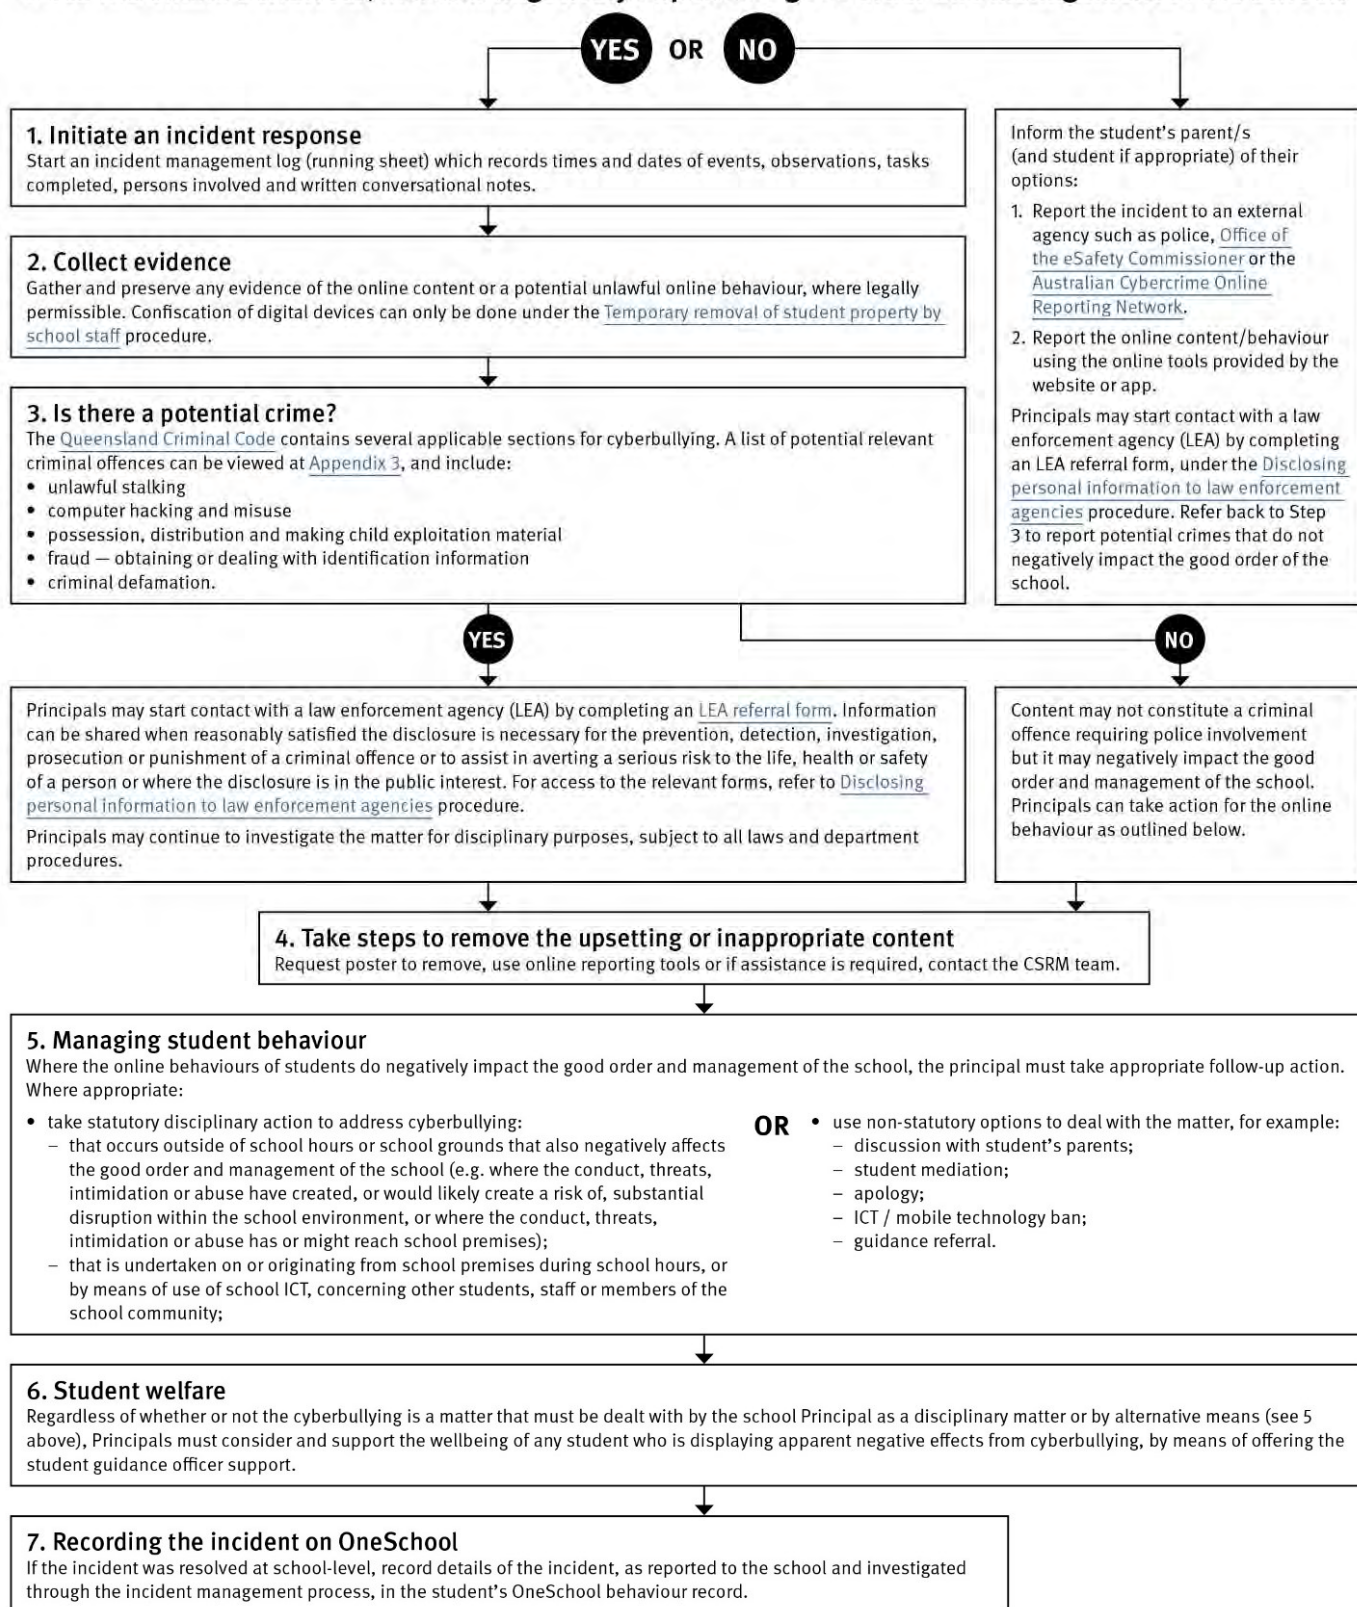 YES OR NO
1. Initiate an incident response
Start an incident management log (running sheet) which records times and dates of events, observations, tasks
completed, persons involved and written conversational notes.
2. Collect evidence
Gather and preserve any evidence of the online content or a potential unlawful online behaviour, where legally
permissible. Confiscation of digital devices can only be done under the Temporary removal of student property by
school staff procedure.
3. Is there a potential crime?
The Queensland Criminal Code contains several applicable sections for cyberbullying. A list of potential relevant
criminal offences can be viewed at Appendix 3, and include:
• unlawful stalking
• computer hacking and misuse
• possession, distribution and making child exploitation material
• fraud — obtaining or dealing with identification information
• criminal defamation.
Inform the student's parent/s
(and student if appropriate) of their
options:
1. Report the incident to an external
agency such as police, Office of
the eSafety Commissioner or the
Australian Cybercrime Online
Reporting Network.
2. Report the online content/behaviour
using the online tools provided by the
website or app.
Principals may start contact with a law
enforcement agency (LEA) by completing
an LEA referral form, under the Disclosing
personal information to law enforcement
agencies procedure. Refer back to Step
3 to report potential crimes that do not
negatively impact the good order of the
school.
YES
NO
Principals may start contact with a law enforcement agency (LEA) by completing an LEA referral form. Information
can be shared when reasonably satisfied the disclosure is necessary for the prevention, detection, investigation,
prosecution or punishment of a criminal offence or to assist in averting a serious risk to the life, health or safety
of a person or where the disclosure is in the public interest. For access to the relevant forms, refer to Disclosing
personal information to law enforcement agencies procedure.
Principals may continue to investigate the matter for disciplinary purposes, subject to all laws and department
procedures.
Content may not constitute a criminal
offence requiring police involvement
but it may negatively impact the good
order and management of the school.
Principals can take action for the online
behaviour as outlined below.
4. Take steps to remove the upsetting or inappropriate content
Request poster to remove, use online reporting tools or if assistance is required, contact the CSRM team.
5. Managing student behaviour
Where the online behaviours of students do negatively impact the good order and management of the school, the principal must take appropriate follow-up action.
Where appropriate:
• take statutory disciplinary action to address cyberbullying:
– that occurs outside of school hours or school grounds that also negatively affects
the good order and management of the school (e.g. where the conduct, threats,
intimidation or abuse have created, or would likely create a risk of, substantial
disruption within the school environment, or where the conduct, threats,
intimidation or abuse has or might reach school premises);
– that is undertaken on or originating from school premises during school hours, or
by means of use of school ICT, concerning other students, staff or members of the
school community;
OR
• use non-statutory options to deal with the matter, for example:
– discussion with student's parents;
– student mediation;
– apology;
– ICT / mobile technology ban;
– guidance referral.
6. Student welfare
Regardless of whether or not the cyberbullying is a matter that must be dealt with by the school Principal as a disciplinary matter or by alternative means (see 5
above), Principals must consider and support the wellbeing of any student who is displaying apparent negative effects from cyberbullying, by means of offering the
student guidance officer support.
7. Recording the incident on OneSchool
If the incident was resolved at school-level, record details of the incident, as reported to the school and investigated
through the incident management process, in the student's OneSchool behaviour record.